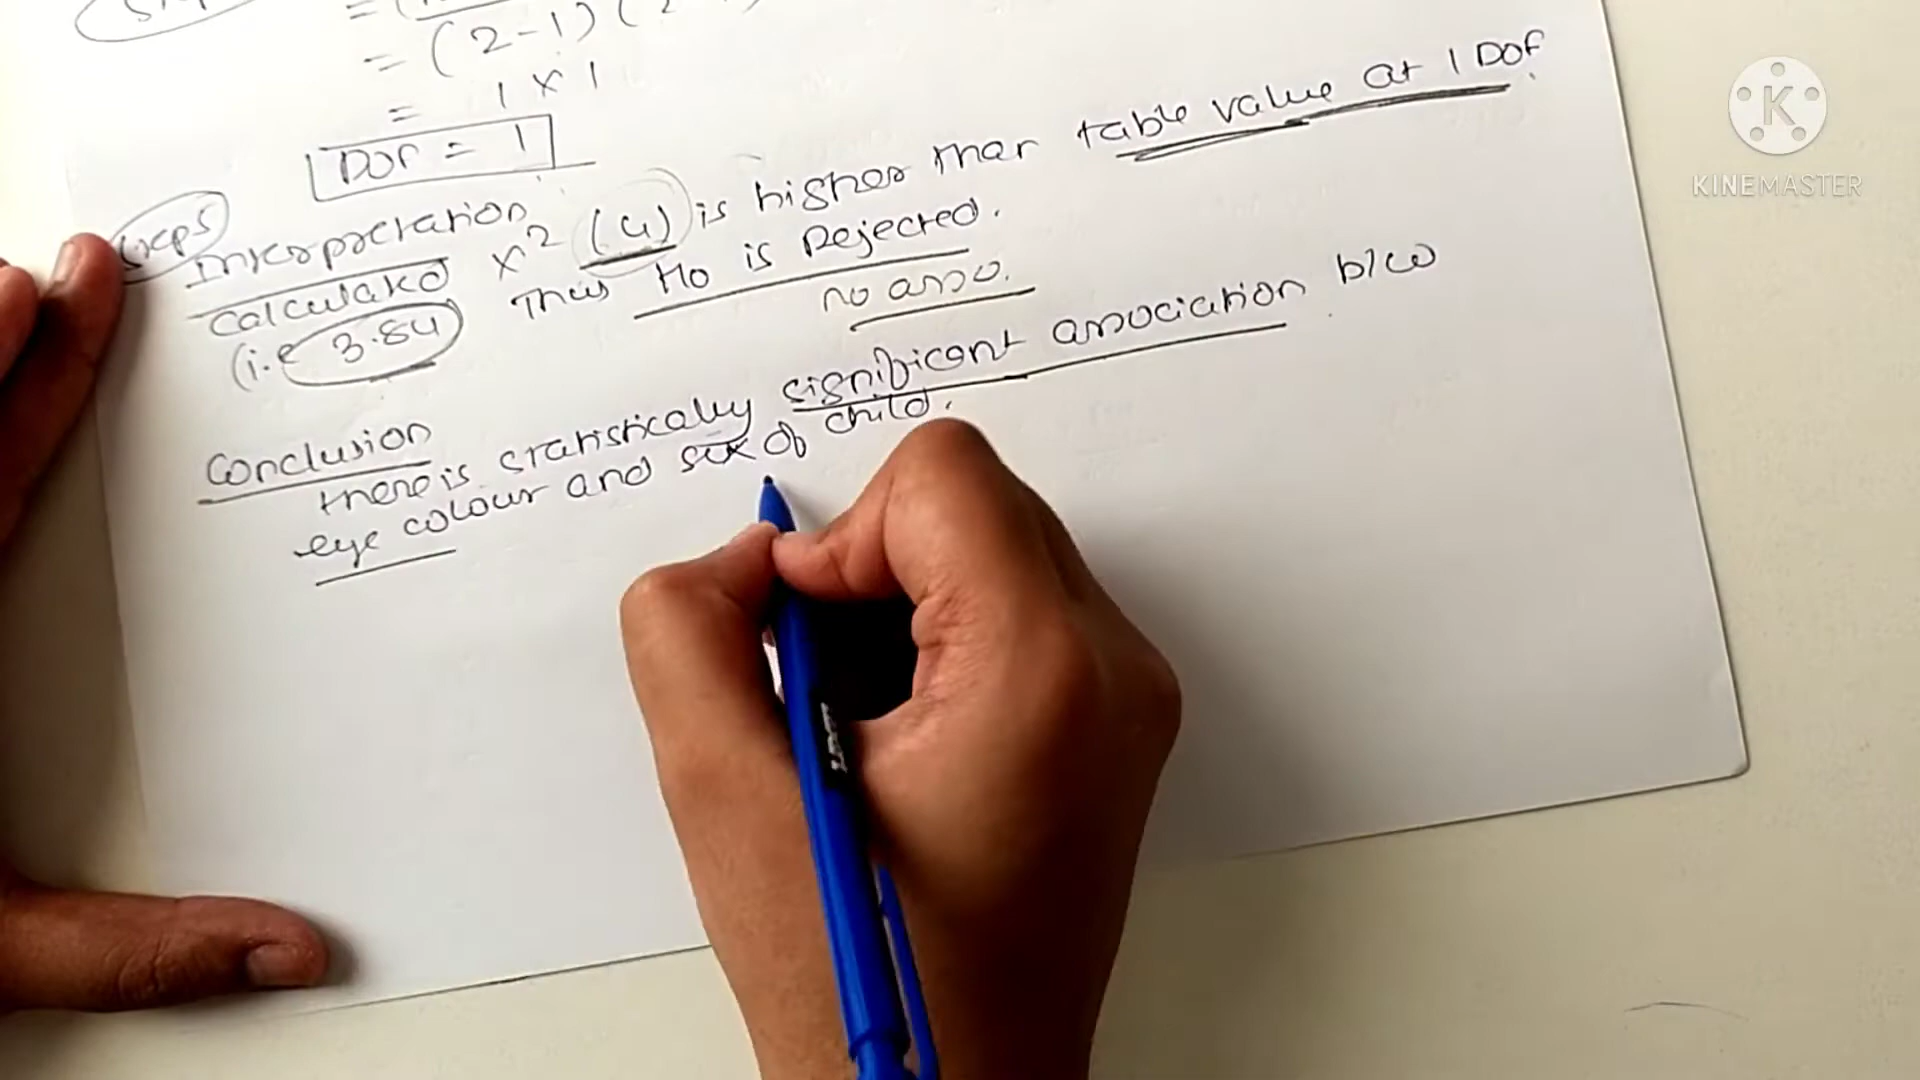 = (2-1) (2
= 1 x 1
DOF = 1
Step5
Interpretation
Calculated x² (4) is higher than table value at 1 DOF.
(i.e 3.84) Thus Ho is Rejected.
no asso.
Conclusion
there is statistically significant association b/w
eye colour and sex of child.
K
KINEMASTER